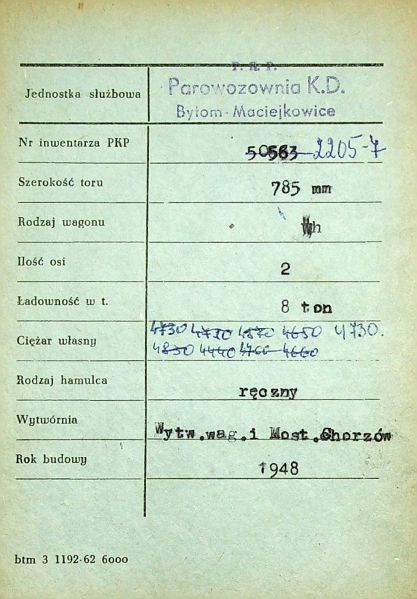 P.K.P.
Jednostka służbowa Parowozownia K.D.
Bytom-Maciejkowice
Nr inwentarza PKP 50563 2205-7
Szerokość toru 785 mm
Rodzaj wagonu Wh
Ilość osi 2
Ładowność w t. 8 ton
Ciężar własny 4730 4730 4570 4650 4730.
4830 4440 4700 4660
Rodzaj hamulca ręczny
Wytwórnia Wytw.wag.i Most.Chorzów
Rok budowy 1948
btm 3 1192-62 6000